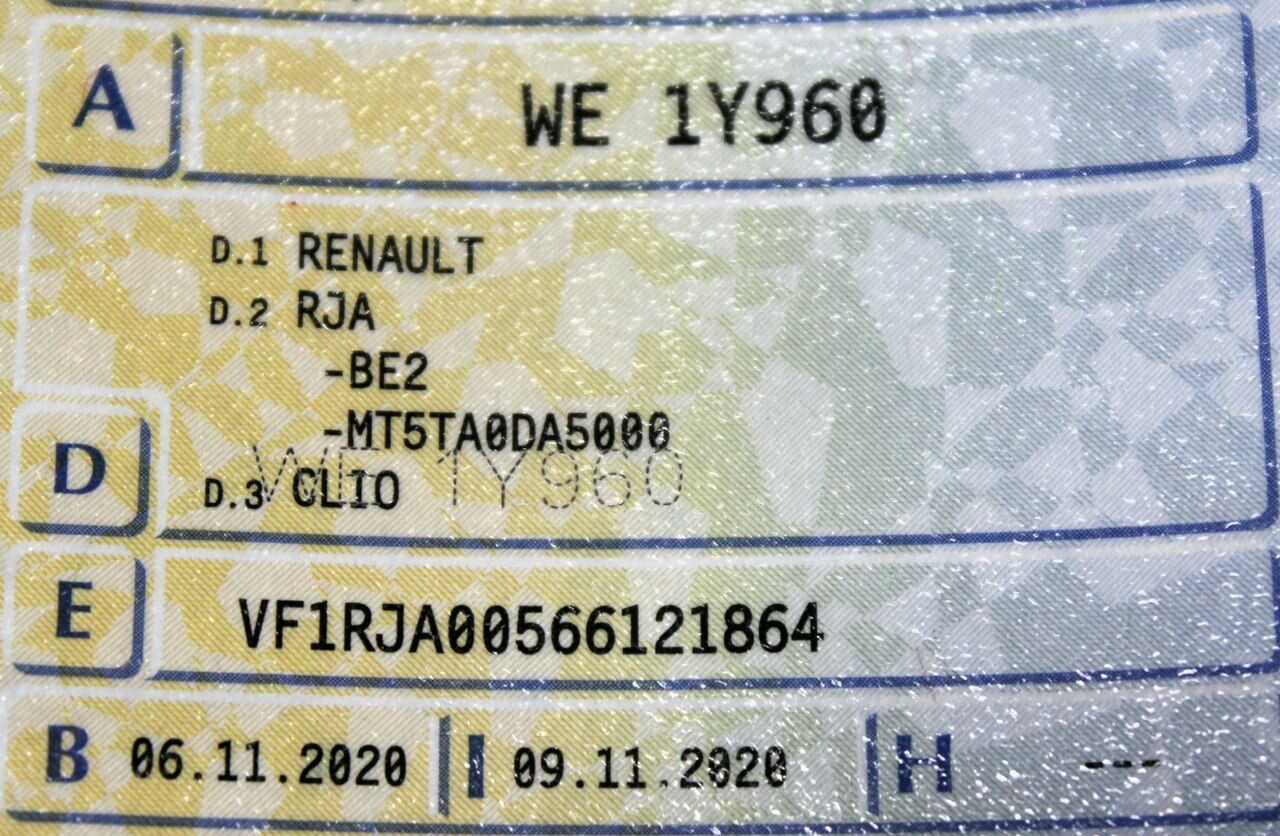 A WE 1Y960
D.1 RENAULT
D.2 RJA
-BE2
-MT5TA0DA5000
WE 1Y960
D D.3 CLIO
E VF1RJA00566121864
B 06.11.2020 I 09.11.2020 H ---